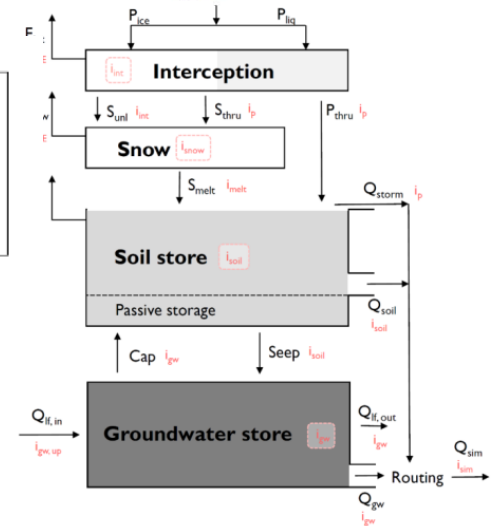 P_ice P_liq
E
i_int Interception
S_unl i_int S_thru i_p P_thru i_p
E
Snow i_snow
S_melt i_melt
Q_storm i_p
Soil store i_soil
Passive storage
Q_soil
i_soil
Cap i_gw Seep i_soil
Q_lf, in
i_gw, up
Groundwater store i_gw
Q_lf, out
i_gw
Q_sim
i_sim
Routing
Q_gw
i_gw